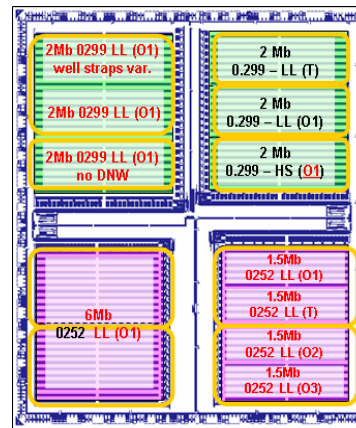 2Mb 0299 LL (O1)
well straps var.
2Mb 0299 LL (O1)
2Mb 0299 LL (O1)
no DNW
2 Mb
0.299 – LL (T)
2 Mb
0.299 – LL (O1)
2 Mb
0.299 – HS (O1)
6Mb
0252 LL (O1)
1.5Mb
0252 LL (O1)
1.5Mb
0252 LL (T)
1.5Mb
0252 LL (O2)
1.5Mb
0252 LL (O3)